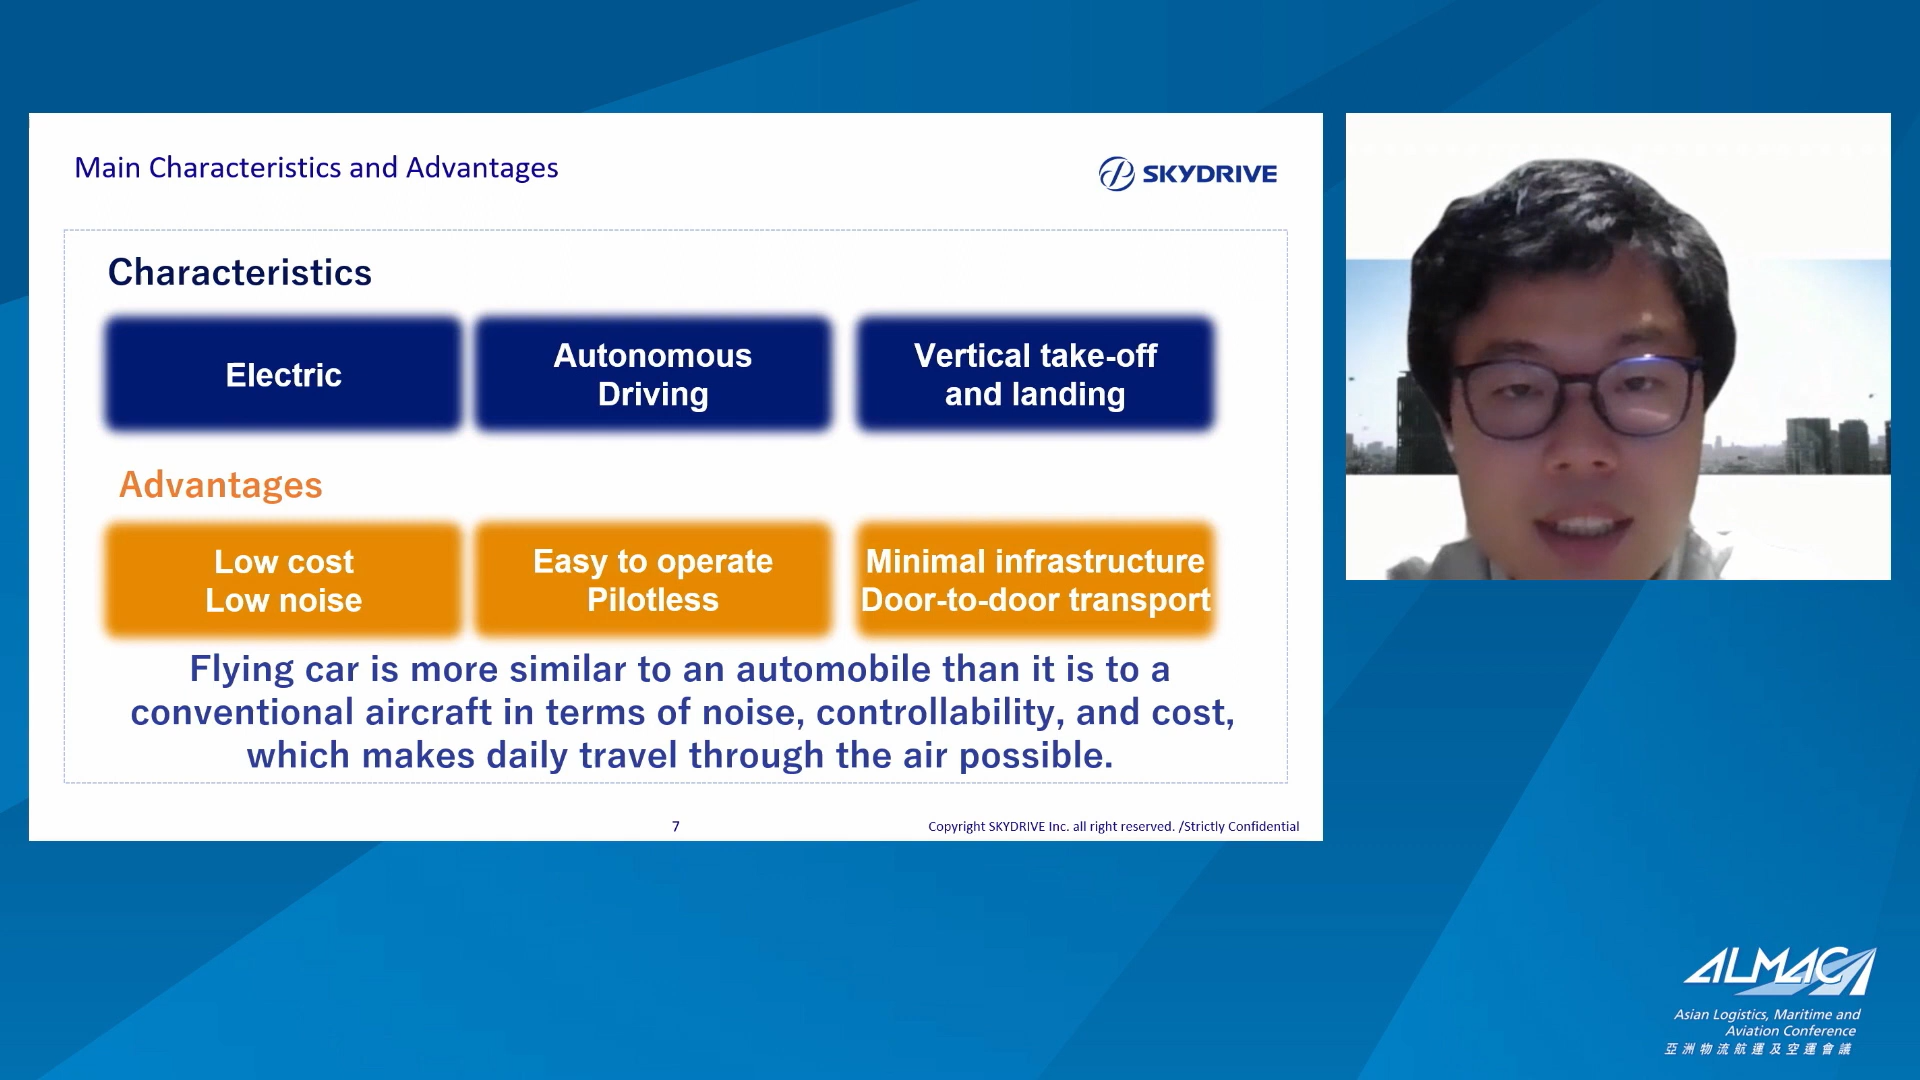 Main Characteristics and Advantages
SKYDRIVE
Characteristics
Electric
Autonomous
Driving
Vertical take-off
and landing
Advantages
Low cost
Low noise
Easy to operate
Pilotless
Minimal infrastructure
Door-to-door transport
Flying car is more similar to an automobile than it is to a
conventional aircraft in terms of noise, controllability, and cost,
which makes daily travel through the air possible.
7
Copyright SKYDRIVE Inc. all right reserved. /Strictly Confidential
ALMAC
Asian Logistics, Maritime and
Aviation Conference
亞洲物流航運及空運會議